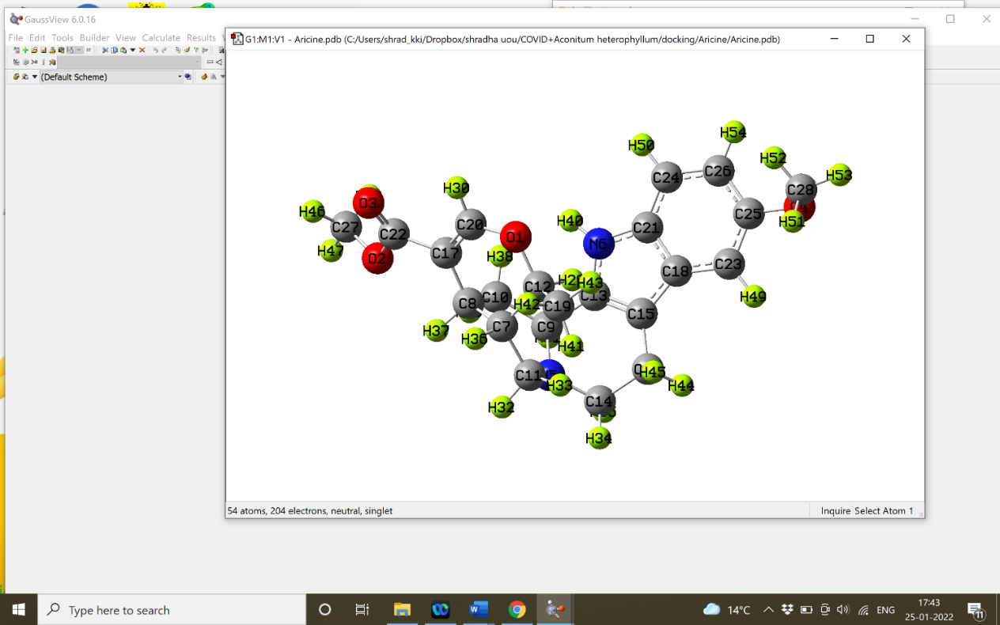 GaussView 6.0.16
File Edit Tools Builder View Calculate Results
(Default Scheme)
G1:M1:V1 - Aricine.pdb (C:/Users/shrad_kki/Dropbox/shradha uou/COVID+Aconitum heterophyllum/docking/Aricine/Aricine.pdb)
H54
H50
H52
C26
H53
C24
H30
C28
O3
H46
C25
O4
H40
H51
C20
C27
C21
C22
O1
N6
H47
C17
H38
O2
C23
C18
H43
C12
C13
H49
C10
C8
H42
C19
C15
H37
C7
C9
H36
H41
C11
H45
H33
H44
C14
H32
H34
54 atoms, 204 electrons, neutral, singlet
Inquire Select Atom 1
Type here to search
14°C
ENG
17:43
25-01-2022
11